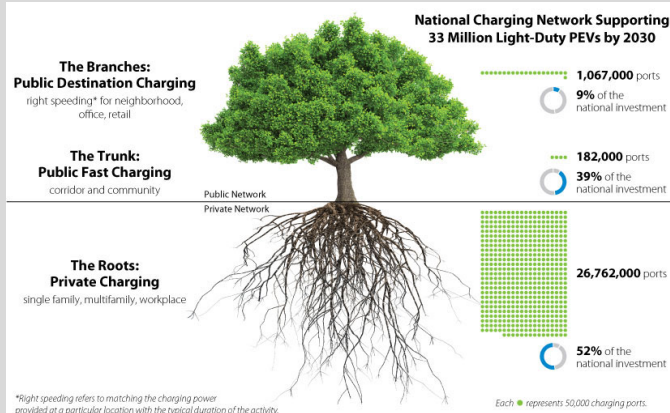 National Charging Network Supporting
33 Million Light-Duty PEVs by 2030
The Branches:
Public Destination Charging
right speeding* for neighborhood,
office, retail
1,067,000 ports
9% of the
national investment
The Trunk:
Public Fast Charging
corridor and community
182,000 ports
39% of the
national investment
Public Network
Private Network
The Roots:
Private Charging
single family, multifamily, workplace
26,762,000 ports
52% of the
national investment
*Right speeding refers to matching the charging power
provided at a particular location with the typical duration of the activity.
Each ● represents 50,000 charging ports.